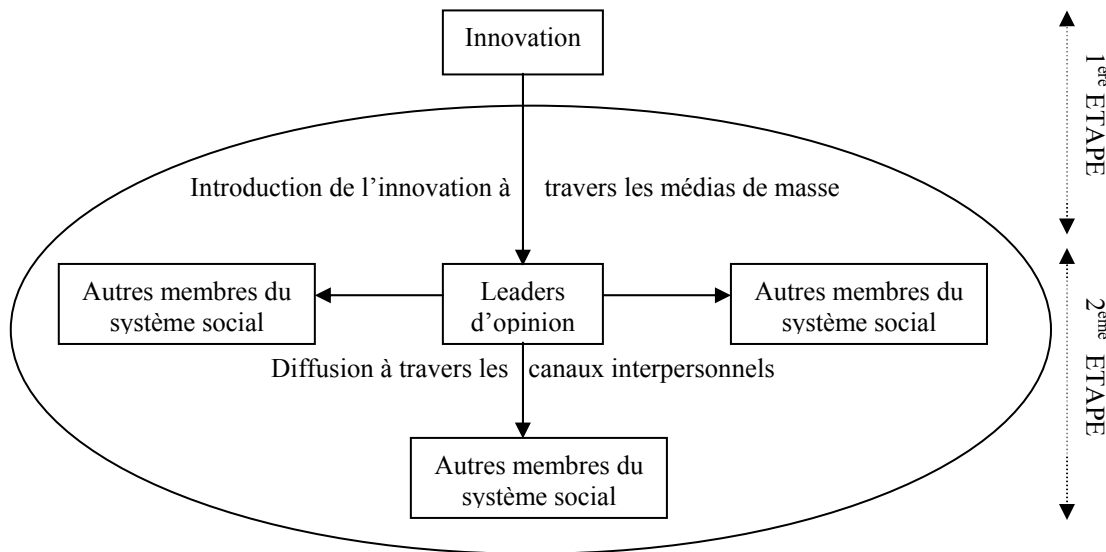 Innovation
Introduction de l’innovation à travers les médias de masse
Autres membres du
système social
Leaders
d’opinion
Autres membres du
système social
Diffusion à travers les canaux interpersonnels
Autres membres du
système social
1ère ETAPE
2ème ETAPE